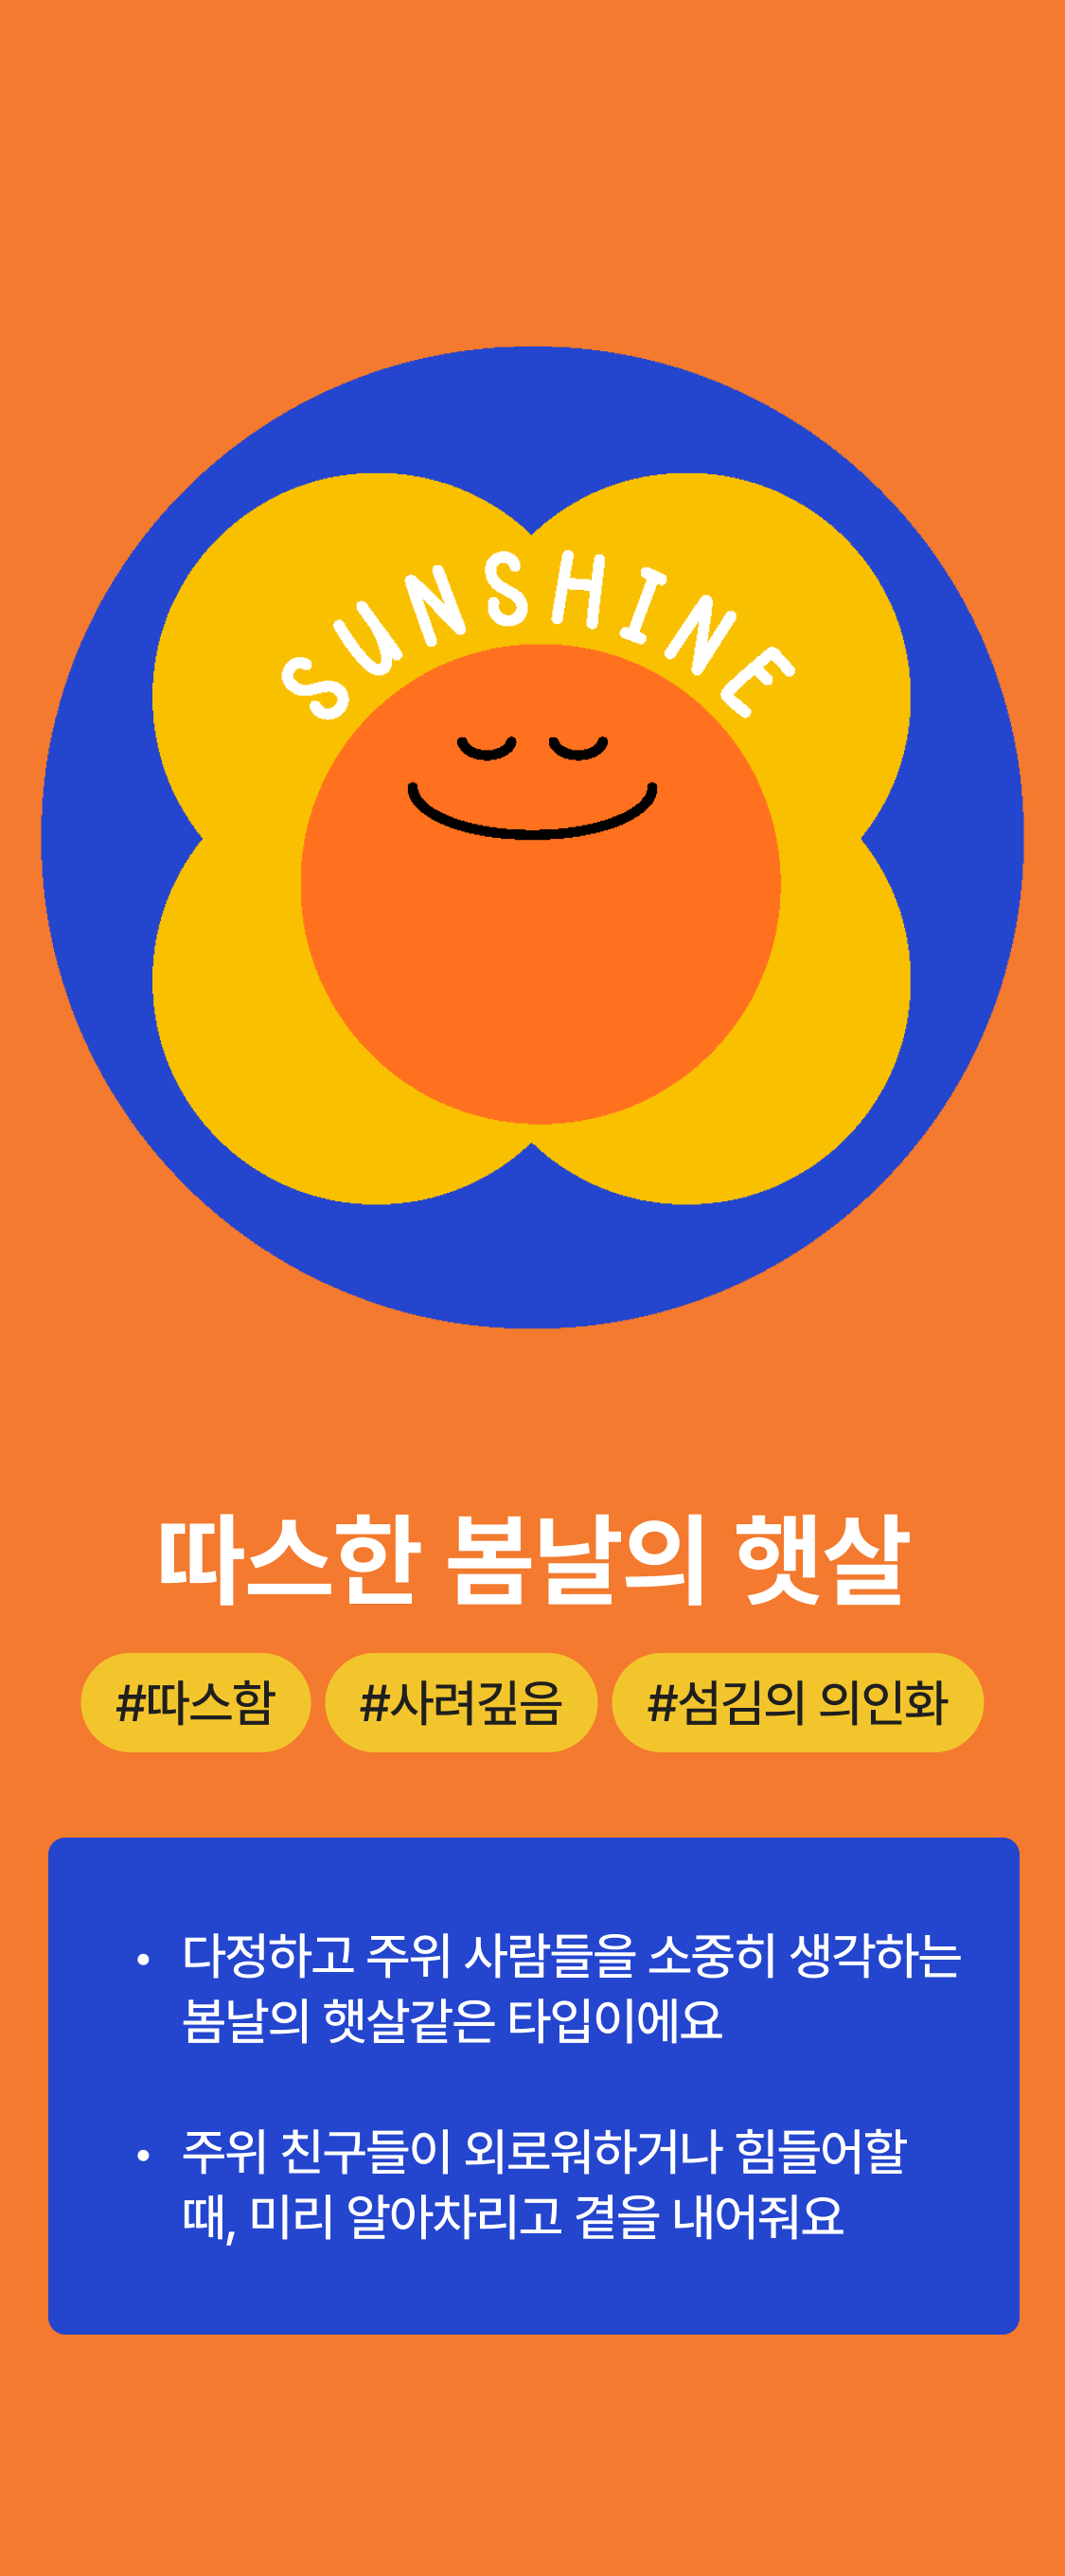 SUNSHINE
따스한 봄날의 햇살
#따스함 #사려깊음 #섬김의 의인화
• 다정하고 주위 사람들을 소중히 생각하는
봄날의 햇살같은 타입이에요
• 주위 친구들이 외로워하거나 힘들어할
때, 미리 알아차리고 곁을 내어줘요